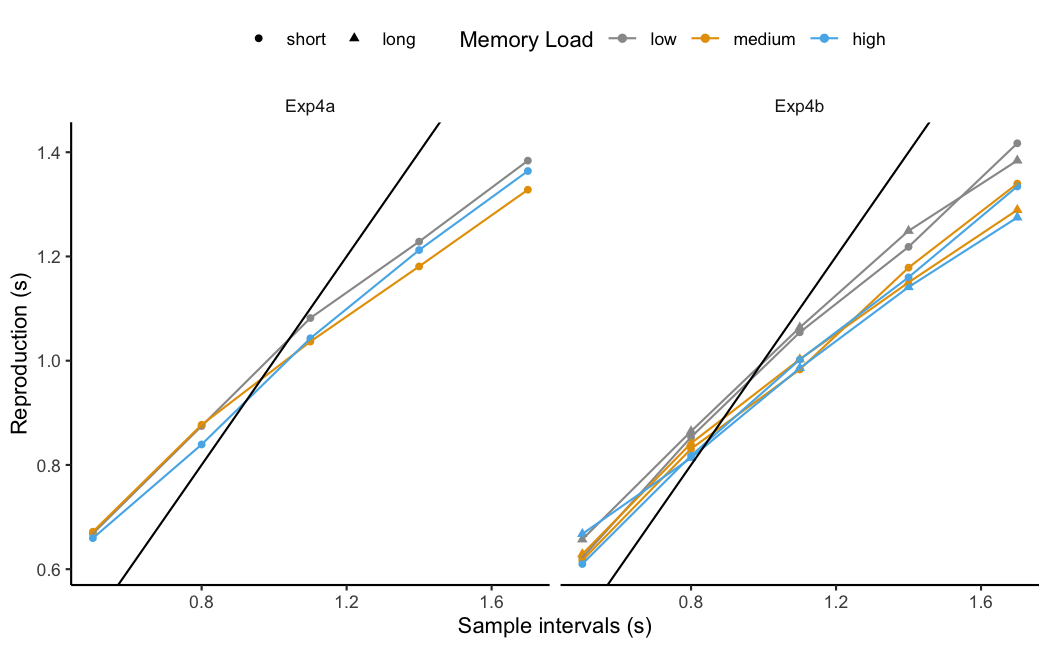 short long Memory Load low medium high
Exp4a Exp4b
1.4
1.2
1.0
0.8
0.6
Reproduction (s)
0.8 1.2 1.6 0.8 1.2 1.6
Sample intervals (s)